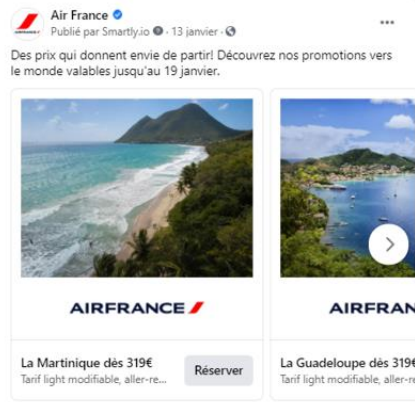 Air France
Publié par Smartly.io · 13 janvier ·
Des prix qui donnent envie de partir! Découvrez nos promotions vers
le monde valables jusqu'au 19 janvier.
AIRFRANCE
AIRFRAN
La Martinique dès 319€
Tarif light modifiable, aller-re...
Réserver
La Guadeloupe dès 319€
Tarif light modifiable, aller-re